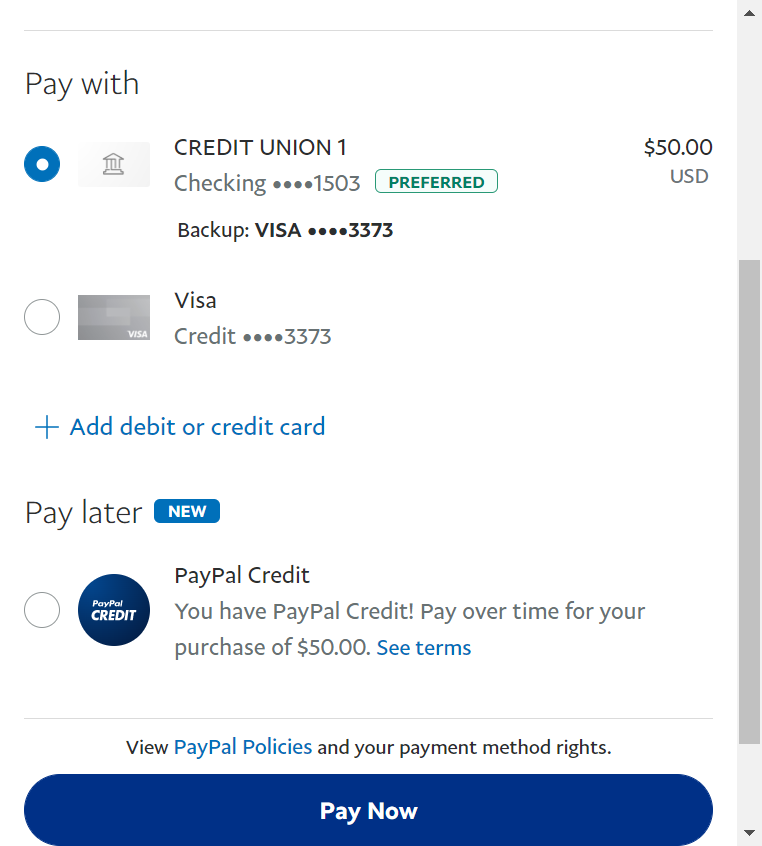 Pay with
CREDIT UNION 1 $50.00
Checking ••••1503 PREFERRED USD
Backup: VISA ••••3373
Visa
VISA
Credit ••••3373
+ Add debit or credit card
Pay later NEW
PayPal Credit
PayPal
CREDIT
You have PayPal Credit! Pay over time for your
purchase of $50.00. See terms
View PayPal Policies and your payment method rights.
Pay Now